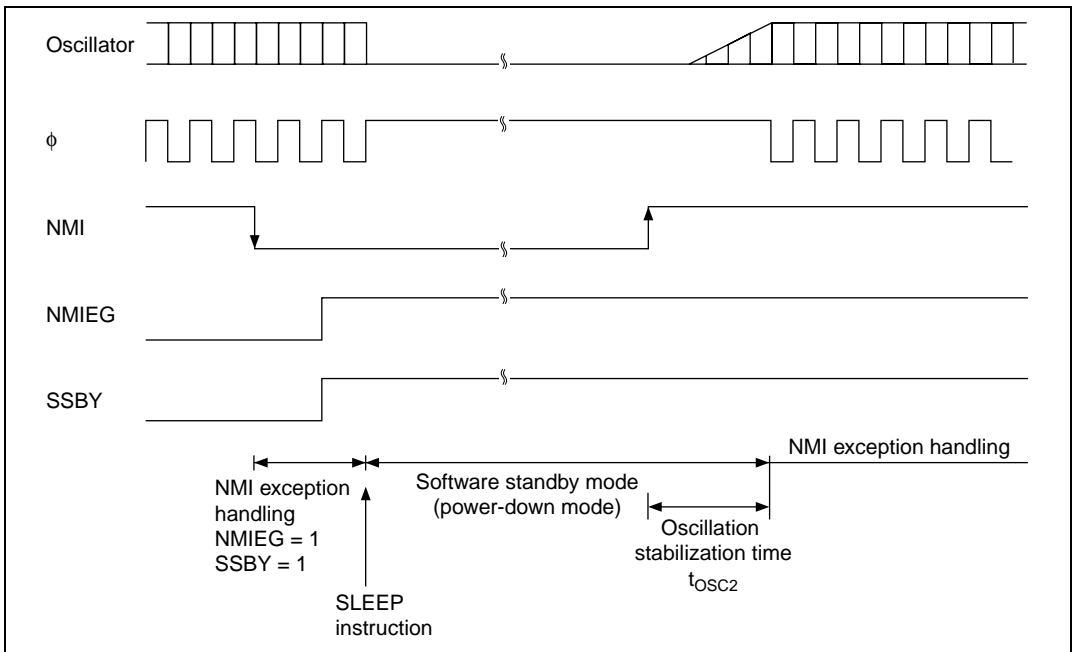 Oscillator
φ
NMI
NMIEG
SSBY
NMI exception handling
NMI exception
handling
NMIEG = 1
SSBY = 1
Software standby mode
(power-down mode)
Oscillation
stabilization time
tOSC2
SLEEP
instruction